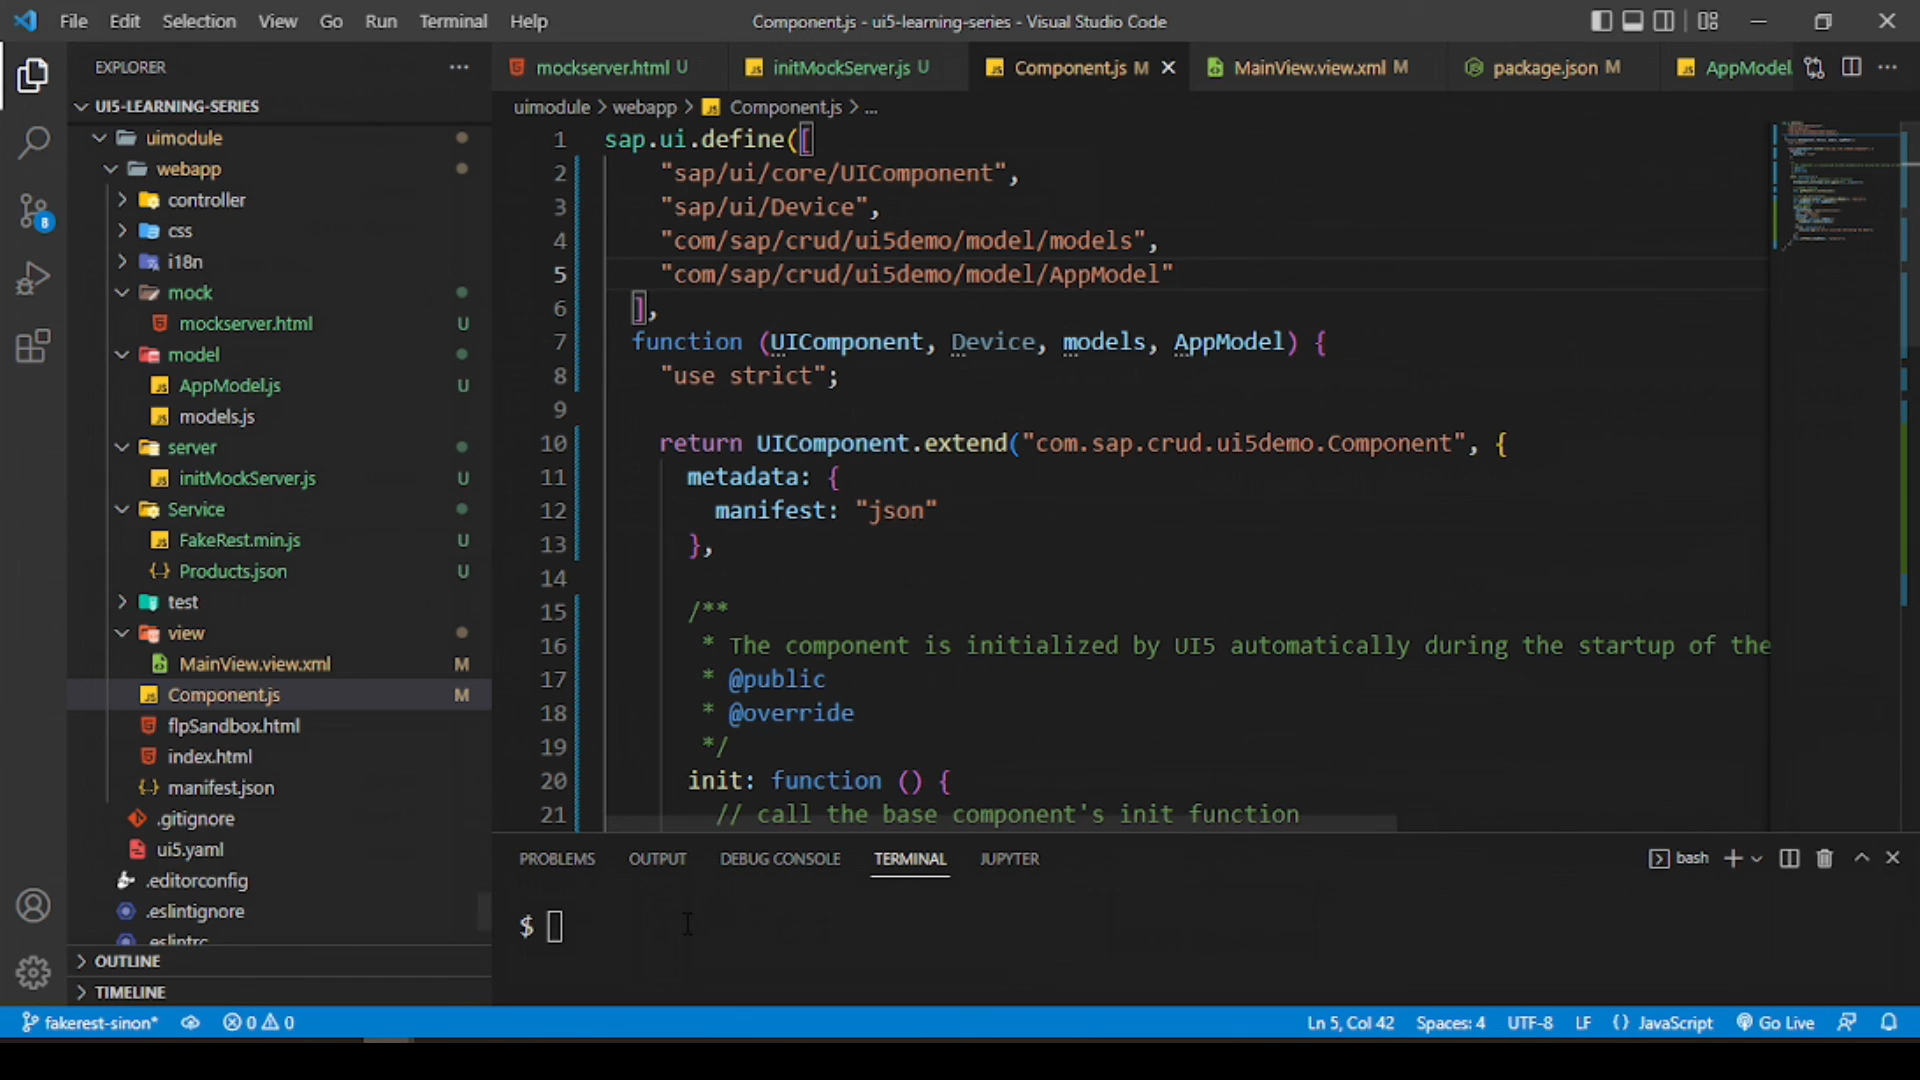 File Edit Selection View Go Run Terminal Help Component.js - ui5-learning-series - Visual Studio Code
EXPLORER
UI5-LEARNING-SERIES
uimodule
webapp
controller
css
i18n
mock
mockserver.html U
model
AppModel.js U
models.js
server
initMockServer.js U
Service
FakeRest.min.js U
Products.json U
test
view
MainView.view.xml M
Component.js M
flpSandbox.html
index.html
manifest.json
.gitignore
ui5.yaml
.editorconfig
.eslintignore
.eslintrc
OUTLINE
TIMELINE
8
mockserver.html U initMockServer.js U Component.js M MainView.view.xml M package.json M AppModel.
uimodule > webapp > Component.js > ...
1 sap.ui.define([
2 "sap/ui/core/UIComponent",
3 "sap/ui/Device",
4 "com/sap/crud/ui5demo/model/models",
5 "com/sap/crud/ui5demo/model/AppModel"
6 ],
7 function (UIComponent, Device, models, AppModel) {
8 "use strict";
9
10 return UIComponent.extend("com.sap.crud.ui5demo.Component", {
11 metadata: {
12 manifest: "json"
13 },
14
15 /**
16 * The component is initialized by UI5 automatically during the startup of the
17 * @public
18 * @override
19 */
20 init: function () {
21 // call the base component's init function
PROBLEMS OUTPUT DEBUG CONSOLE TERMINAL JUPYTER bash
$
fakerest-sinon* 0 0 Ln 5, Col 42 Spaces: 4 UTF-8 LF {} JavaScript Go Live